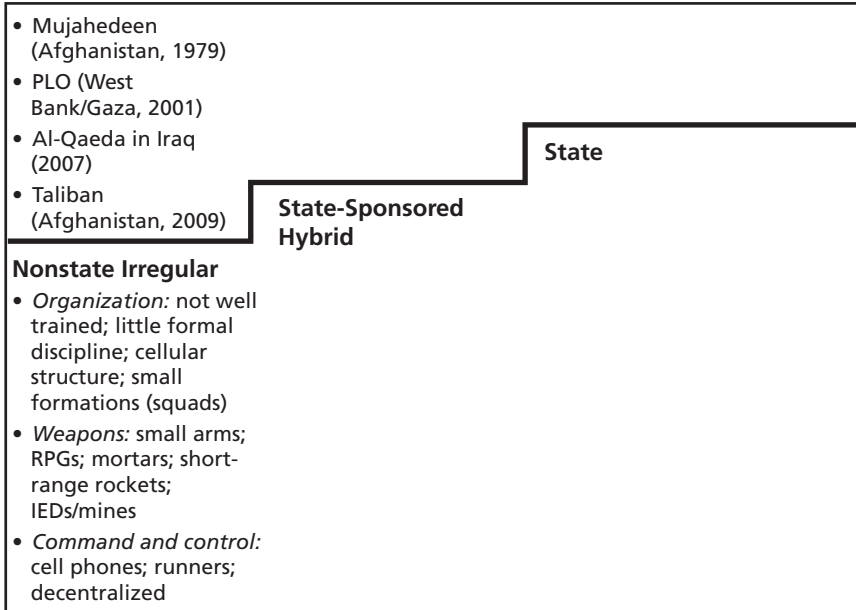 • Mujahedeen
(Afghanistan, 1979)
• PLO (West
Bank/Gaza, 2001)
• Al-Qaeda in Iraq
(2007)
• Taliban
(Afghanistan, 2009)
State
State-Sponsored
Hybrid
Nonstate Irregular
• Organization: not well
trained; little formal
discipline; cellular
structure; small
formations (squads)
• Weapons: small arms;
RPGs; mortars; short-
range rockets;
IEDs/mines
• Command and control:
cell phones; runners;
decentralized